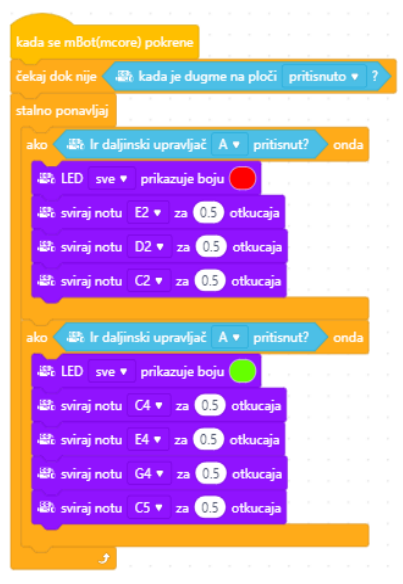 kada se mBot(mcore) pokrene
čekaj dok nije kada je dugme na ploči pritisnuto ?
stalno ponavljaj
ako Ir daljinski upravljač A pritisnut? onda
LED sve prikazuje boju
sviraj notu E2 za 0.5 otkucaja
sviraj notu D2 za 0.5 otkucaja
sviraj notu C2 za 0.5 otkucaja
ako Ir daljinski upravljač A pritisnut? onda
LED sve prikazuje boju
sviraj notu C4 za 0.5 otkucaja
sviraj notu E4 za 0.5 otkucaja
sviraj notu G4 za 0.5 otkucaja
sviraj notu C5 za 0.5 otkucaja